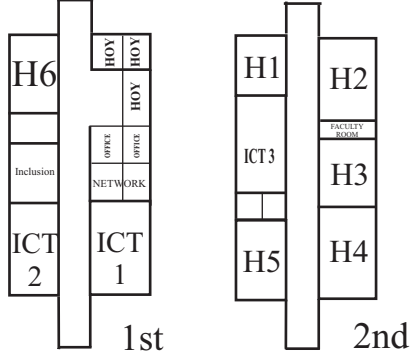 H6
HOY
HOY
HOY
OFFICE
OFFICE
Inclusion
NETWORK
ICT
2
ICT
1
1st
H1
H2
FACULTY
ROOM
ICT 3
H3
H5
H4
2nd